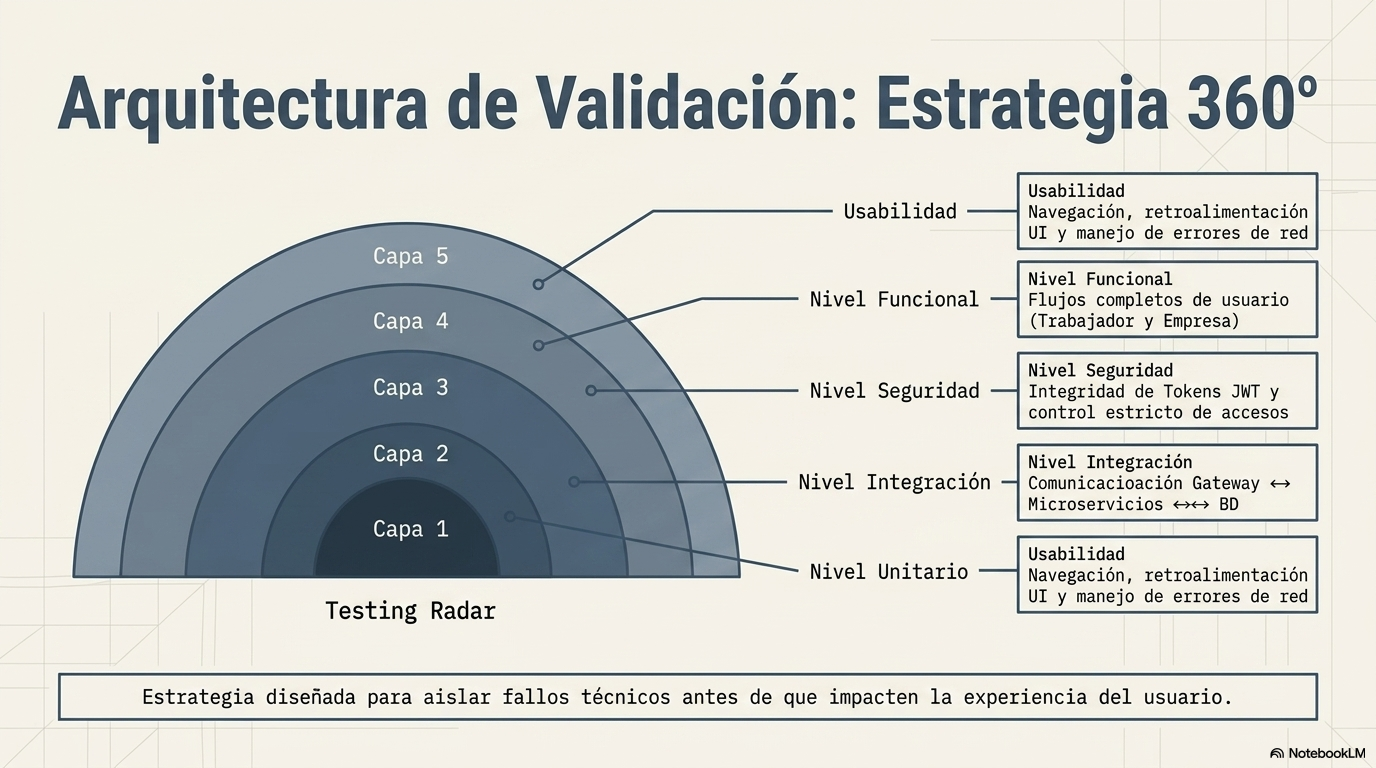 Arquitectura de Validación: Estrategia 360º
Capa 5
Capa 4
Capa 3
Capa 2
Capa 1
Testing Radar
Usabilidad
Usabilidad
Navegación, retroalimentación
UI y manejo de errores de red
Nivel Funcional
Nivel Funcional
Flujos completos de usuario
(Trabajador y Empresa)
Nivel Seguridad
Nivel Seguridad
Integridad de Tokens JWT y
control estricto de accesos
Nivel Integración
Nivel Integración
Comunicacioación Gateway ↔
Microservicios ↔↔ BD
Nivel Unitario
Usabilidad
Navegación, retroalimentación
UI y manejo de errores de red
Estrategia diseñada para aislar fallos técnicos antes de que impacten la experiencia del usuario.
NotebookLM